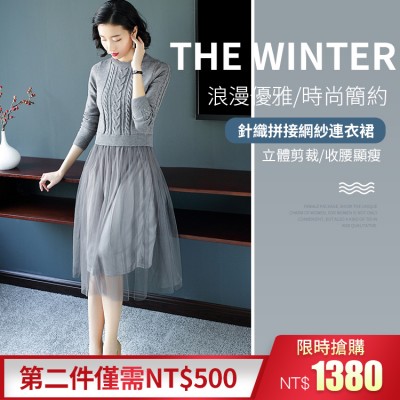 THE WINTER
浪漫優雅/時尚簡約
針織拼接網紗連衣裙
立體剪裁/收腰顯瘦
第二件僅需NT$500
限時搶購
NT$ 1380